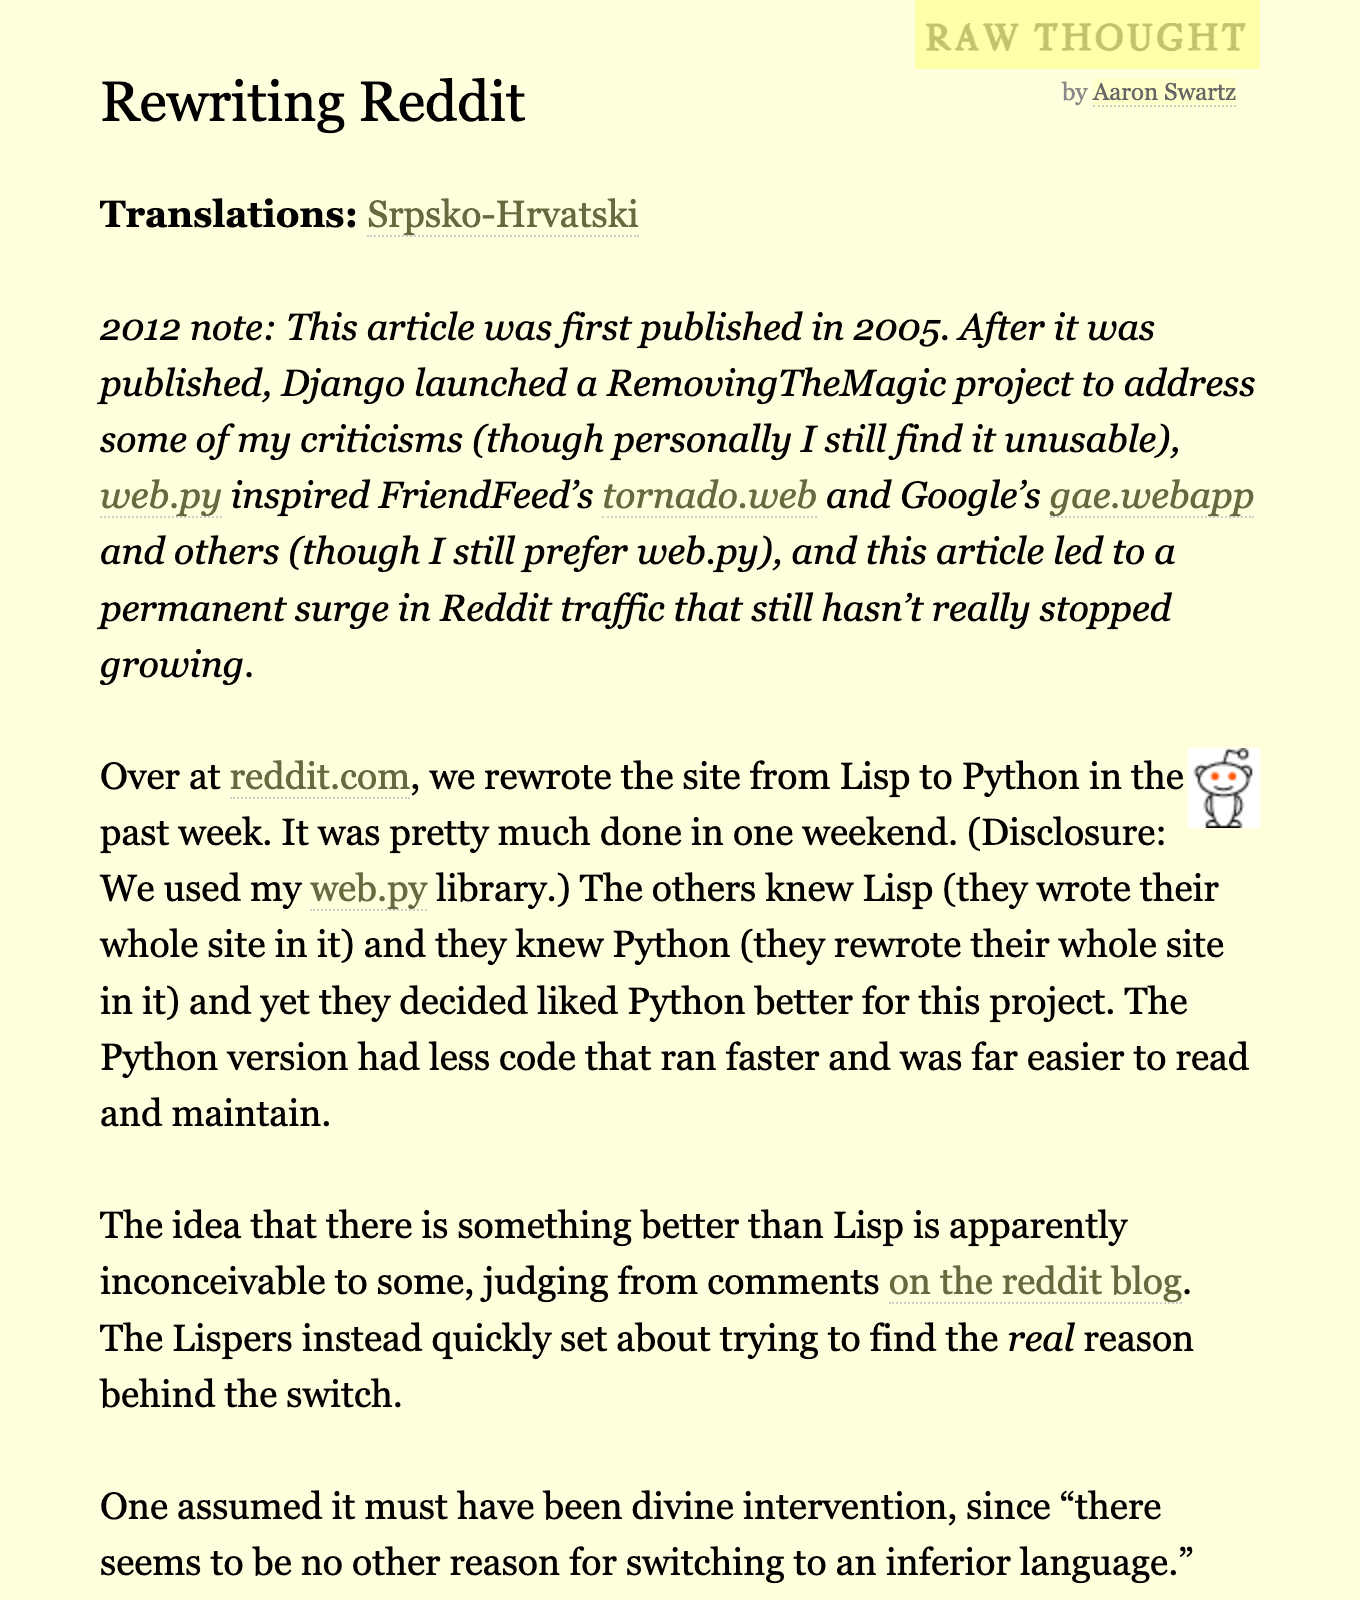 RAW THOUGHT
by Aaron Swartz
Rewriting Reddit
Translations: Srpsko-Hrvatski
2012 note: This article was first published in 2005. After it was
published, Django launched a RemovingTheMagic project to address
some of my criticisms (though personally I still find it unusable),
web.py inspired FriendFeed’s tornado.web and Google’s gae.webapp
and others (though I still prefer web.py), and this article led to a
permanent surge in Reddit traffic that still hasn’t really stopped
growing.
Over at reddit.com, we rewrote the site from Lisp to Python in the
past week. It was pretty much done in one weekend. (Disclosure:
We used my web.py library.) The others knew Lisp (they wrote their
whole site in it) and they knew Python (they rewrote their whole site
in it) and yet they decided liked Python better for this project. The
Python version had less code that ran faster and was far easier to read
and maintain.
The idea that there is something better than Lisp is apparently
inconceivable to some, judging from comments on the reddit blog.
The Lispers instead quickly set about trying to find the real reason
behind the switch.
One assumed it must have been divine intervention, since “there
seems to be no other reason for switching to an inferior language.”